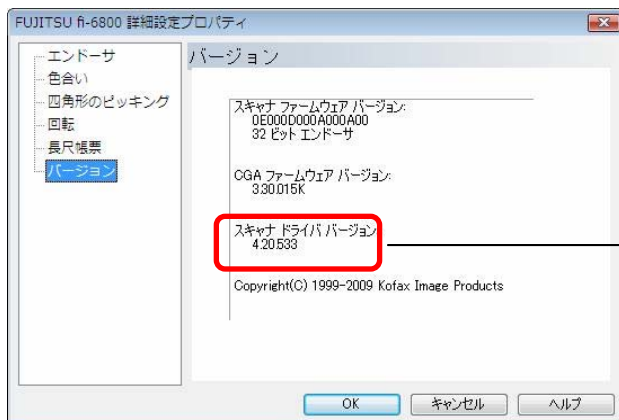 FUJITSU fi-6800 詳細設定プロパティ
エンドーサ
色合い
四角形のピッキング
回転
長尺帳票
バージョン
バージョン
スキャナ ファームウェア バージョン:
0E000D000A000A00
32 ビット エンドーサ
CGA ファームウェア バージョン:
3.30.015K
スキャナ ドライバ バージョン
4.20.533
Copyright(C) 1999-2009 Kofax Image Products
OK
キャンセル
ヘルプ